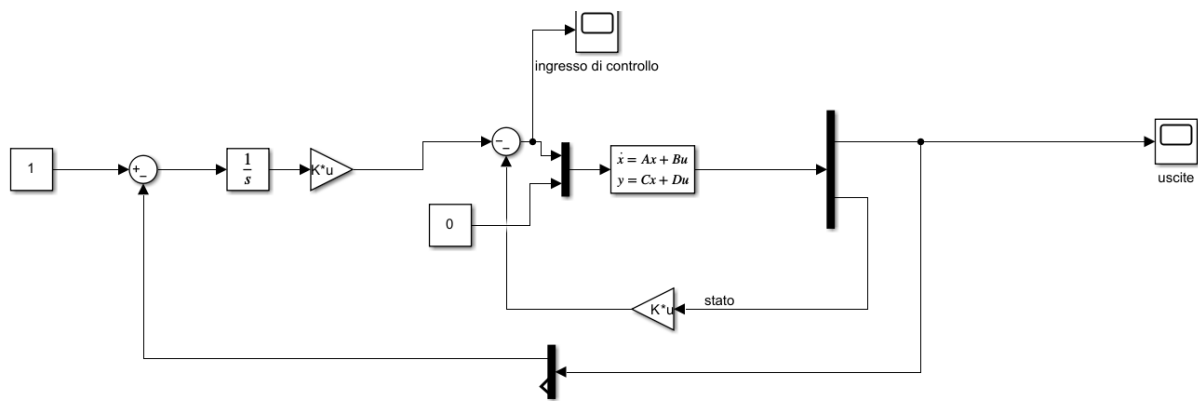 ingresso di controllo
1
+
−
1
s
K*u
−
−
0
ẋ = Ax + Bu
y = Cx + Du
uscite
stato
K*u